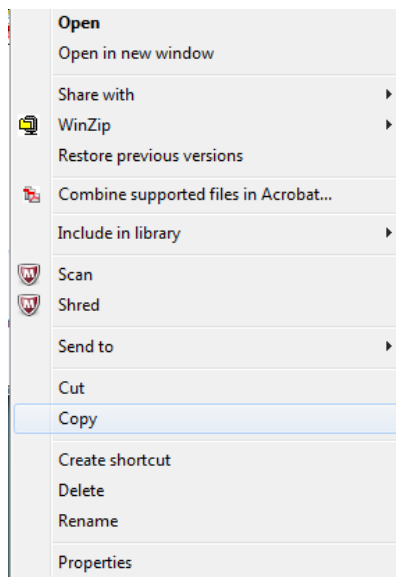 Open
Open in new window
Share with
WinZip
Restore previous versions
Combine supported files in Acrobat...
Include in library
Scan
Shred
Send to
Cut
Copy
Create shortcut
Delete
Rename
Properties